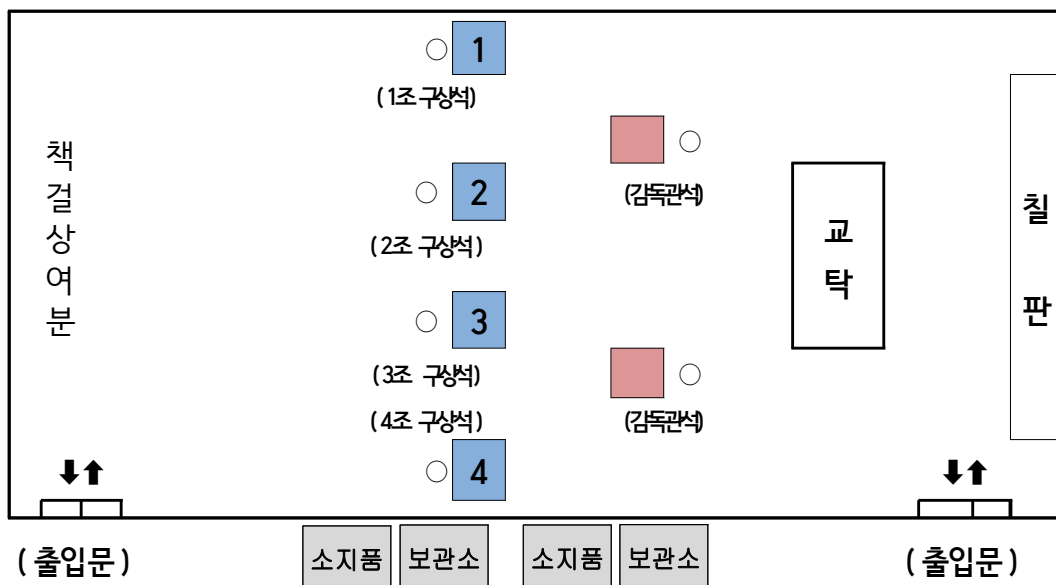 1
( 1조 구상석)
(감독관석)
책
걸
상
여
분
2
( 2조 구상석 )
교
탁
칠
판
3
(3조 구상석)
(4조 구상석 )
(감독관석)
4
( 출입문 )
소지품
보관소
소지품
보관소
( 출입문 )